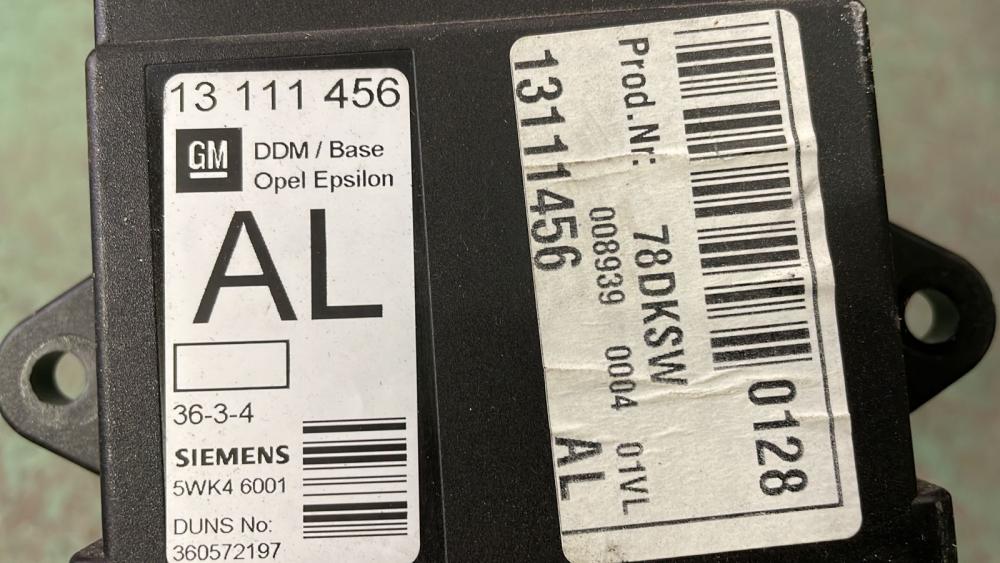 13 111 456
GM
DDM / Base
Opel Epsilon
AL
36-3-4
SIEMENS
5WK4 6001
DUNS No:
360572197
0128
Prod.Nr: 78DKSW
008939 0004 01VL
13111456 AL